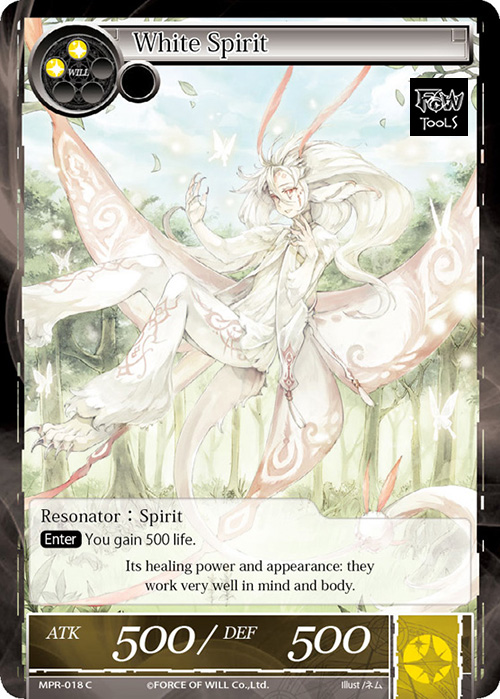 White Spirit
WILL
FOW
TOOLS
Resonator : Spirit
Enter You gain 500 life.
Its healing power and appearance: they
work very well in mind and body.
ATK 500 / DEF 500
MPR-018 C ©FORCE OF WILL Co.,Ltd. Illust /ネム